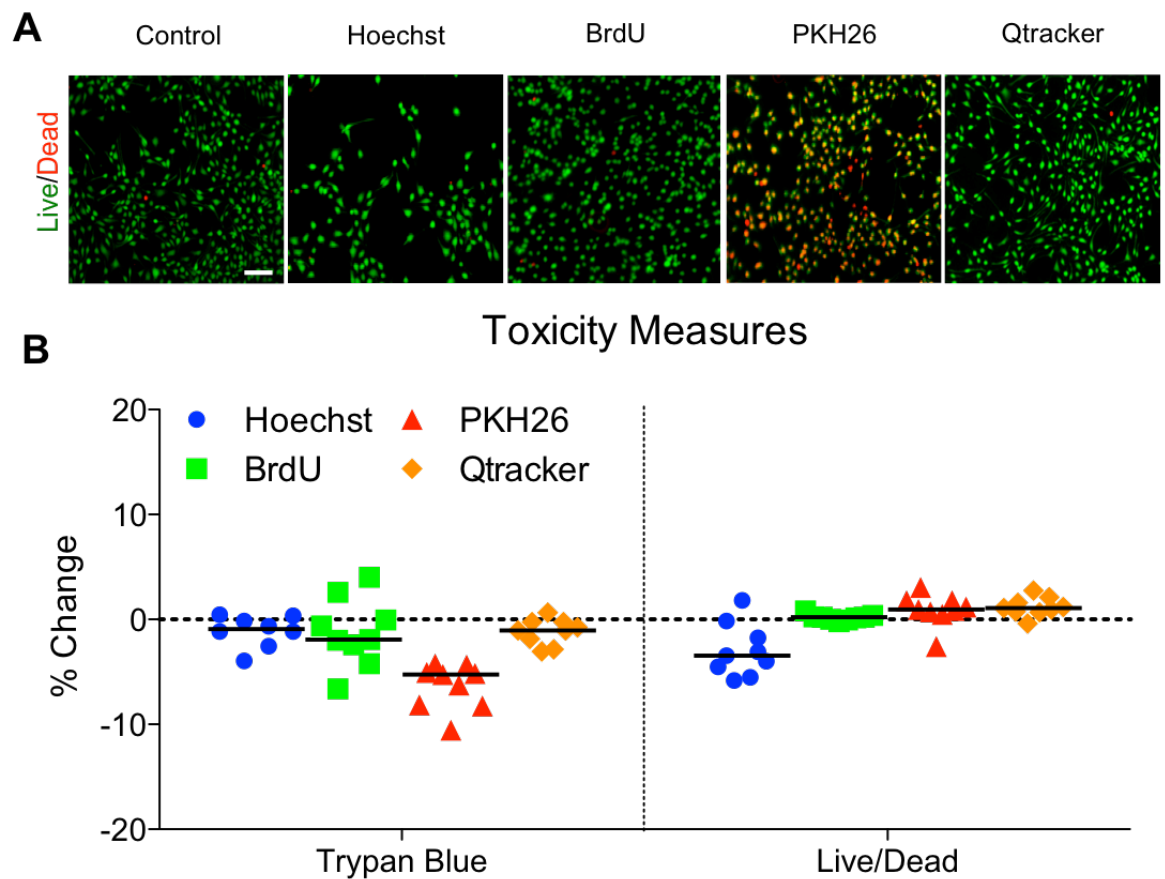 A
Control
Hoechst
BrdU
PKH26
Qtracker
Live/Dead
Toxicity Measures
B
% Change
20
10
0
-10
-20
Hoechst
PKH26
BrdU
Qtracker
Trypan Blue
Live/Dead